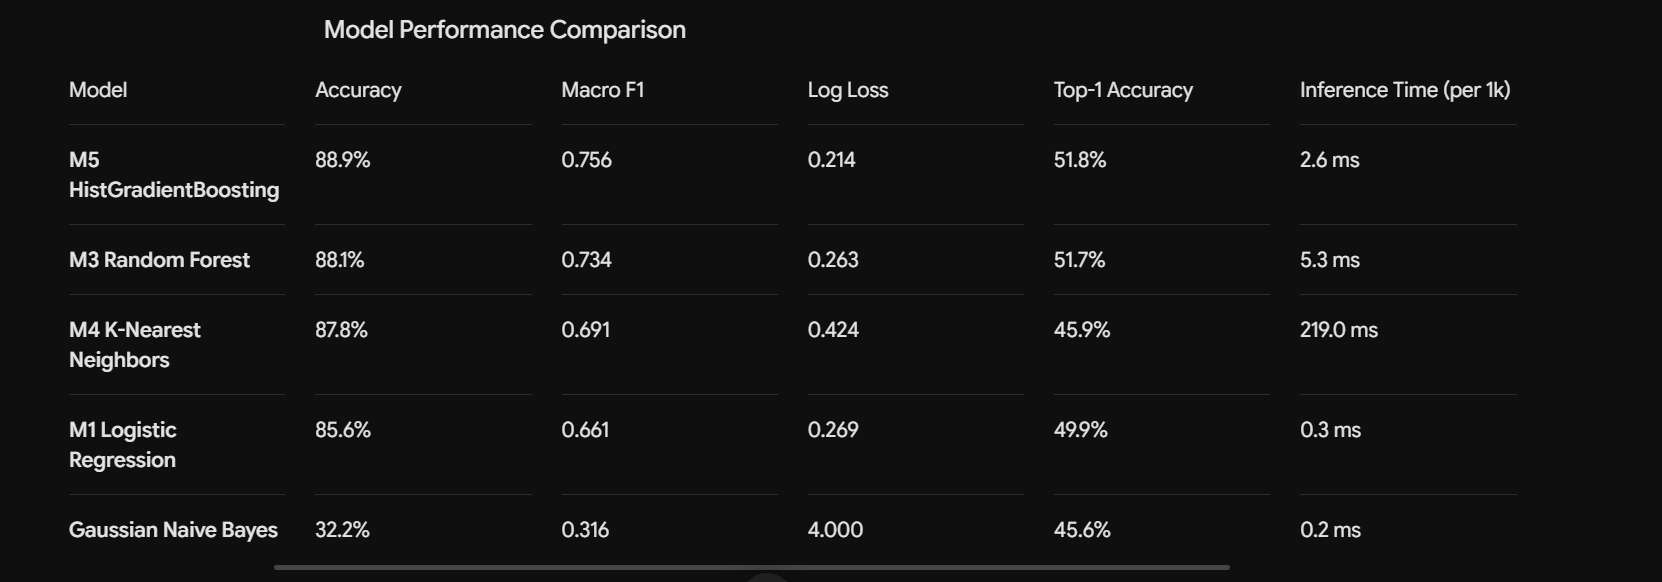 Model Performance Comparison
Model Accuracy Macro F1 Log Loss Top-1 Accuracy Inference Time (per 1k)
M5 88.9% 0.756 0.214 51.8% 2.6 ms
HistGradientBoosting
M3 Random Forest 88.1% 0.734 0.263 51.7% 5.3 ms
M4 K-Nearest 87.8% 0.691 0.424 45.9% 219.0 ms
Neighbors
M1 Logistic 85.6% 0.661 0.269 49.9% 0.3 ms
Regression
Gaussian Naive Bayes 32.2% 0.316 4.000 45.6% 0.2 ms